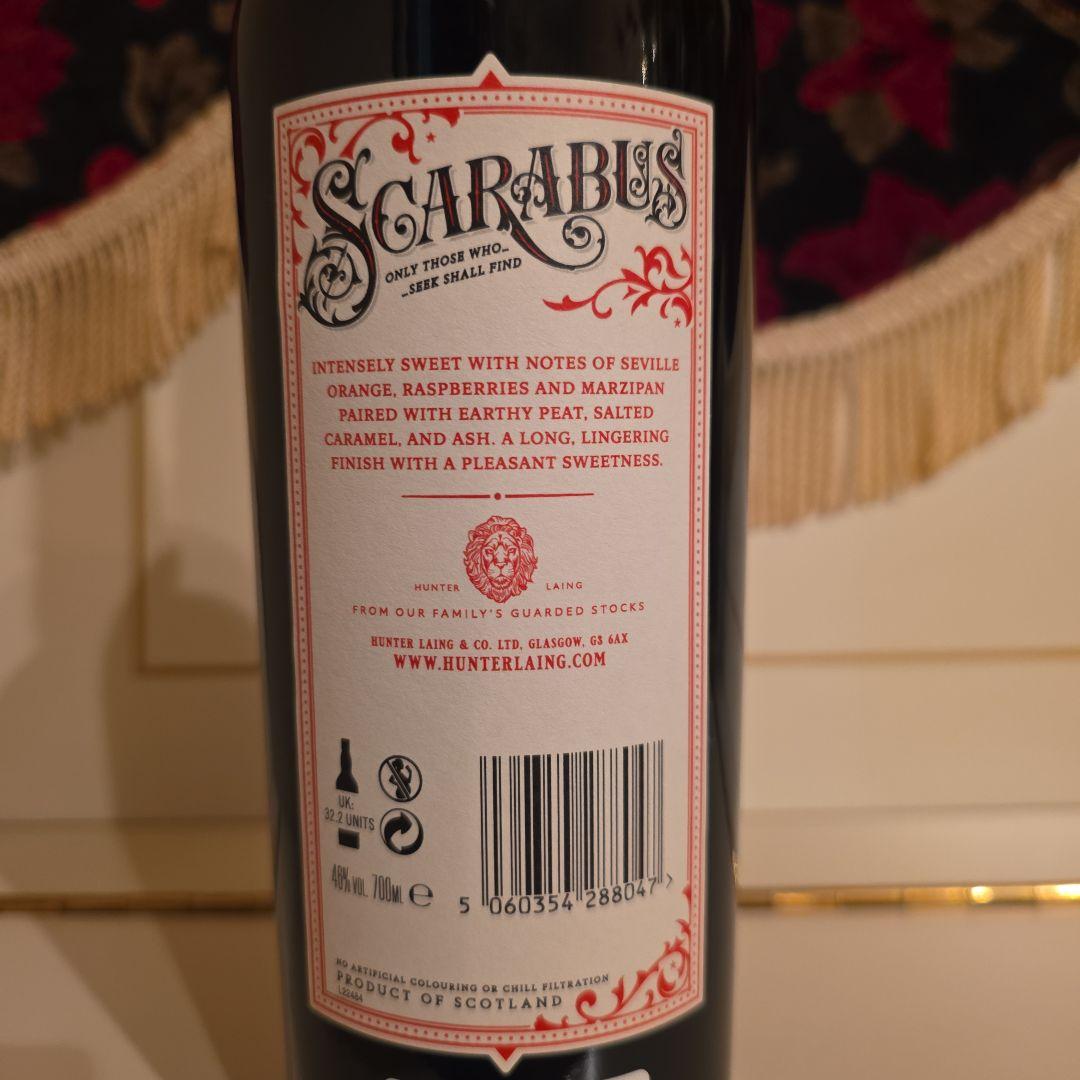 SCARABUS
ONLY THOSE WHO...
...SEEK SHALL FIND
INTENSELY SWEET WITH NOTES OF SEVILLE
ORANGE, RASPBERRIES AND MARZIPAN
PAIRED WITH EARTHY PEAT, SALTED
CARAMEL, AND ASH. A LONG, LINGERING
FINISH WITH A PLEASANT SWEETNESS.
HUNTER LAING
FROM OUR FAMILY'S GUARDED STOCKS
HUNTER LAING & CO. LTD, GLASGOW, G3 6AX
WWW.HUNTERLAING.COM
UK:
32.2 UNITS
46% VOL. 700ML e
5 060354 288047 >
NO ARTIFICIAL COLOURING OR CHILL FILTRATION
PRODUCT OF SCOTLAND
L22484